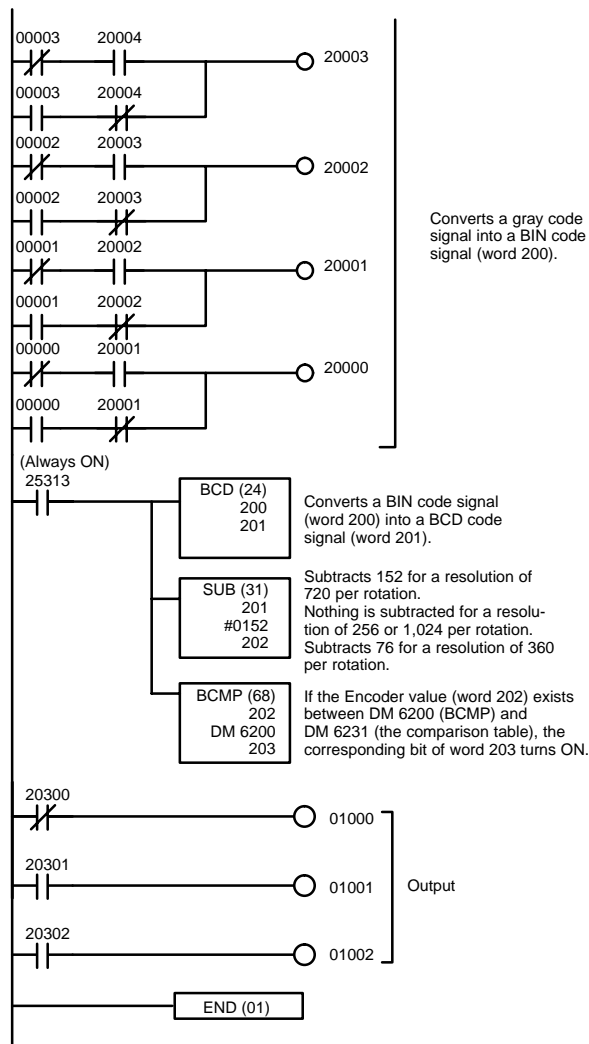 00003 20004
20003
00003 20004
00002 20003
20002
00002 20003
00001 20002
20001
00001 20002
00000 20001
20000
00000 20001
Converts a gray code
signal into a BIN code
signal (word 200).
(Always ON)
25313
BCD (24)
200
201
Converts a BIN code signal
(word 200) into a BCD code
signal (word 201).
SUB (31)
201
#0152
202
Subtracts 152 for a resolution of
720 per rotation.
Nothing is subtracted for a resolu-
tion of 256 or 1,024 per rotation.
Subtracts 76 for a resolution of 360
per rotation.
BCMP (68)
202
DM 6200
203
If the Encoder value (word 202) exists
between DM 6200 (BCMP) and
DM 6231 (the comparison table), the
corresponding bit of word 203 turns ON.
20300
01000
20301
01001
Output
20302
01002
END (01)